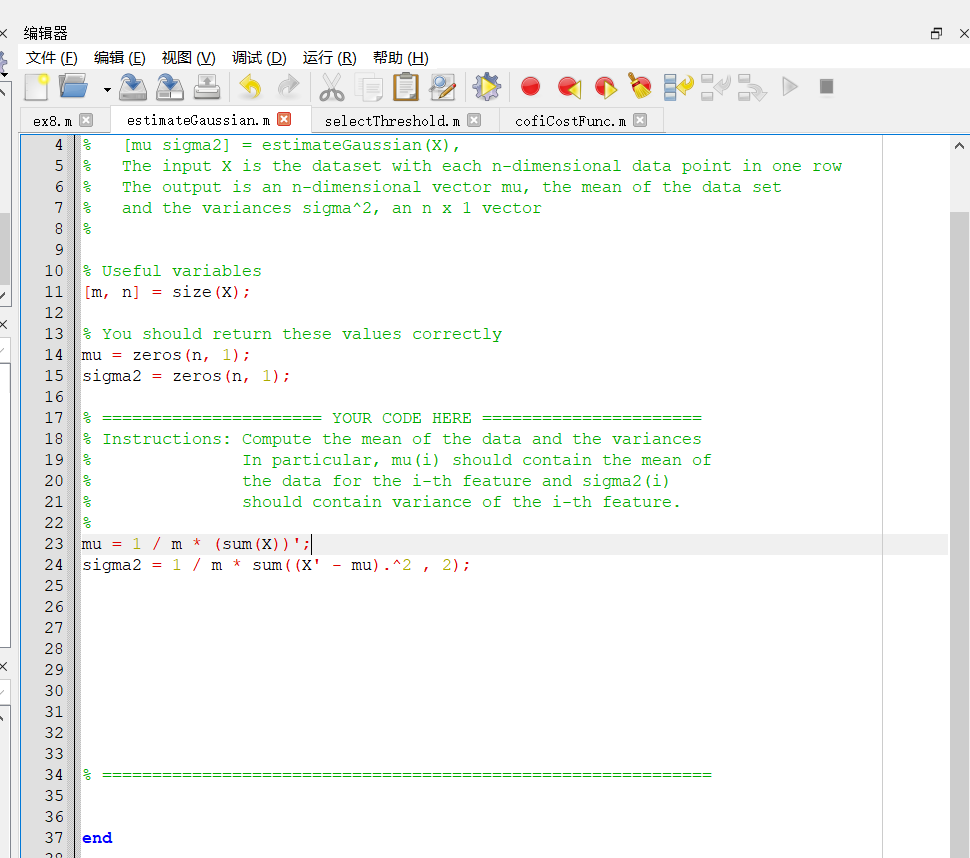 编辑器
文件 (F) 编辑 (E) 视图 (V) 调试 (D) 运行 (R) 帮助 (H)
ex8.m estimateGaussian.m selectThreshold.m cofiCostFunc.m
4 %   [mu sigma2] = estimateGaussian(X),
5 %   The input X is the dataset with each n-dimensional data point in one row
6 %   The output is an n-dimensional vector mu, the mean of the data set
7 %   and the variances sigma^2, an n x 1 vector
8 %
9
10 % Useful variables
11 [m, n] = size(X);
12
13 % You should return these values correctly
14 mu = zeros(n, 1);
15 sigma2 = zeros(n, 1);
16
17 % ====================== YOUR CODE HERE ======================
18 % Instructions: Compute the mean of the data and the variances
19 %               In particular, mu(i) should contain the mean of
20 %               the data for the i-th feature and sigma2(i)
21 %               should contain variance of the i-th feature.
22 %
23 mu = 1 / m * (sum(X))';
24 sigma2 = 1 / m * sum((X' - mu).^2 , 2);
25
26
27
28
29
30
31
32
33
34 % =============================================================
35
36
37 end
38